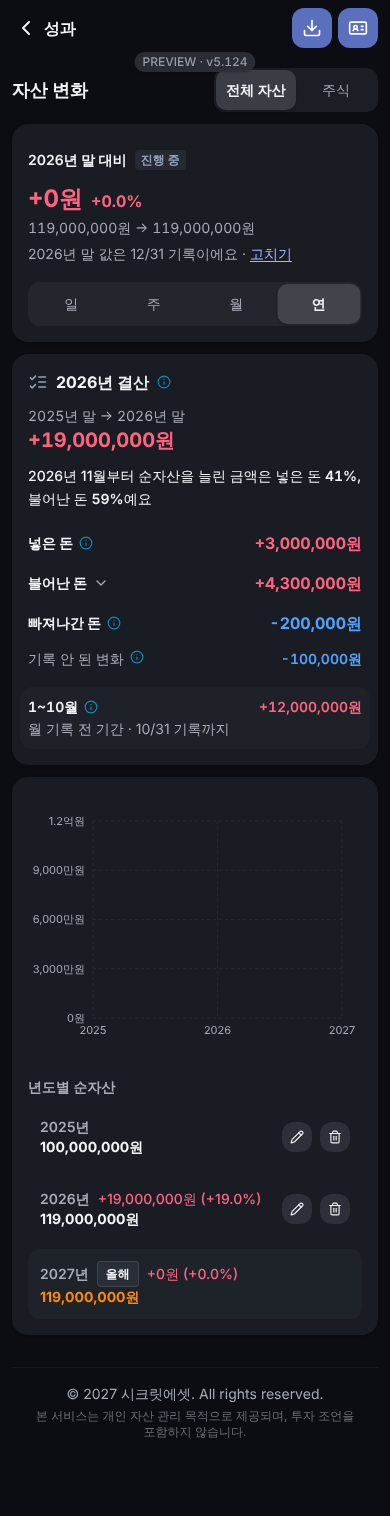 성과
PREVIEW · v5.124
자산 변화
전체 자산
주식
2026년 말 대비 진행 중
+0원 +0.0%
119,000,000원 → 119,000,000원
2026년 말 값은 12/31 기록이에요 · 고치기
일 주 월 연
2026년 결산
2025년 말 → 2026년 말
+19,000,000원
2026년 11월부터 순자산을 늘린 금액은 넣은 돈 41%,
불어난 돈 59%예요
넣은 돈 +3,000,000원
불어난 돈 +4,300,000원
빠져나간 돈 -200,000원
기록 안 된 변화 -100,000원
1~10월 +12,000,000원
월 기록 전 기간 · 10/31 기록까지
1.2억원
9,000만원
6,000만원
3,000만원
0원
2025 2026 2027
년도별 순자산
2025년
100,000,000원
2026년 +19,000,000원 (+19.0%)
119,000,000원
2027년 올해 +0원 (+0.0%)
119,000,000원
© 2027 시크릿에셋. All rights reserved.
본 서비스는 개인 자산 관리 목적으로 제공되며, 투자 조언을
포함하지 않습니다.